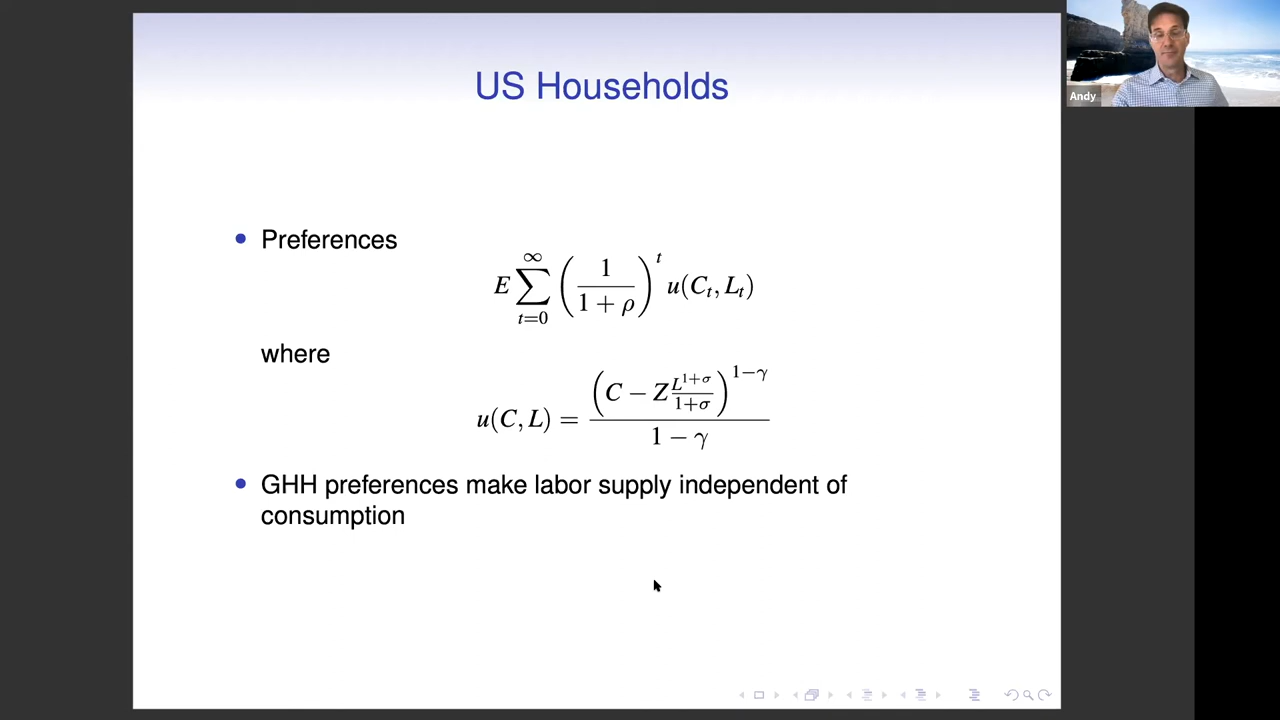 US Households
Andy
• Preferences
E ∑_{t=0}^{∞} (1/(1+ρ))^t u(C_t, L_t)
where
u(C, L) = (C − Z L^{1+σ}/(1+σ))^{1−γ} / (1−γ)
• GHH preferences make labor supply independent of
consumption